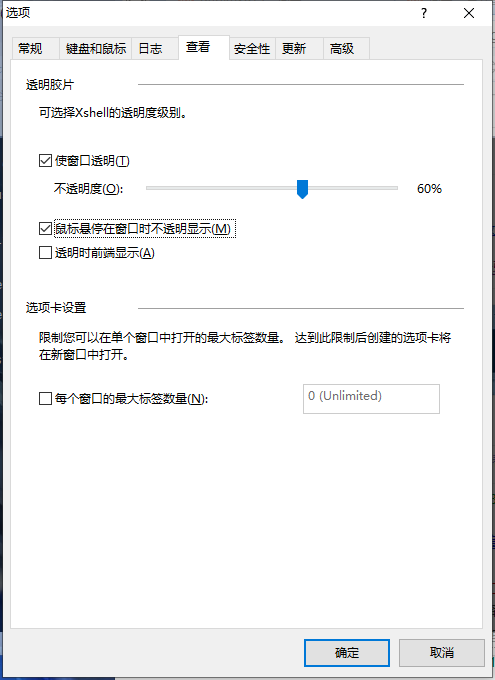 选项
?
常规 键盘和鼠标 日志 查看 安全性 更新 高级
透明胶片
可选择Xshell的透明度级别。
使窗口透明(T)
不透明度(O): 60%
鼠标悬停在窗口时不透明显示(M)
透明时前端显示(A)
选项卡设置
限制您可以在单个窗口中打开的最大标签数量。 达到此限制后创建的选项卡将
在新窗口中打开。
每个窗口的最大标签数量(N): 0 (Unlimited)
确定 取消